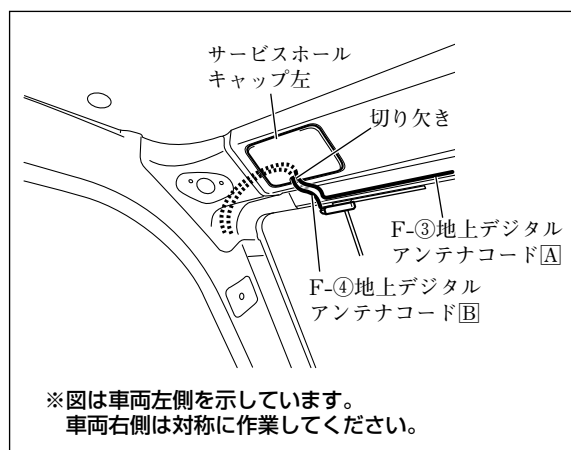 サービスホール
キャップ左
切り欠き
F-③地上デジタル
アンテナコードA
F-④地上デジタル
アンテナコードB
※図は車両左側を示しています。
車両右側は対称に作業してください。